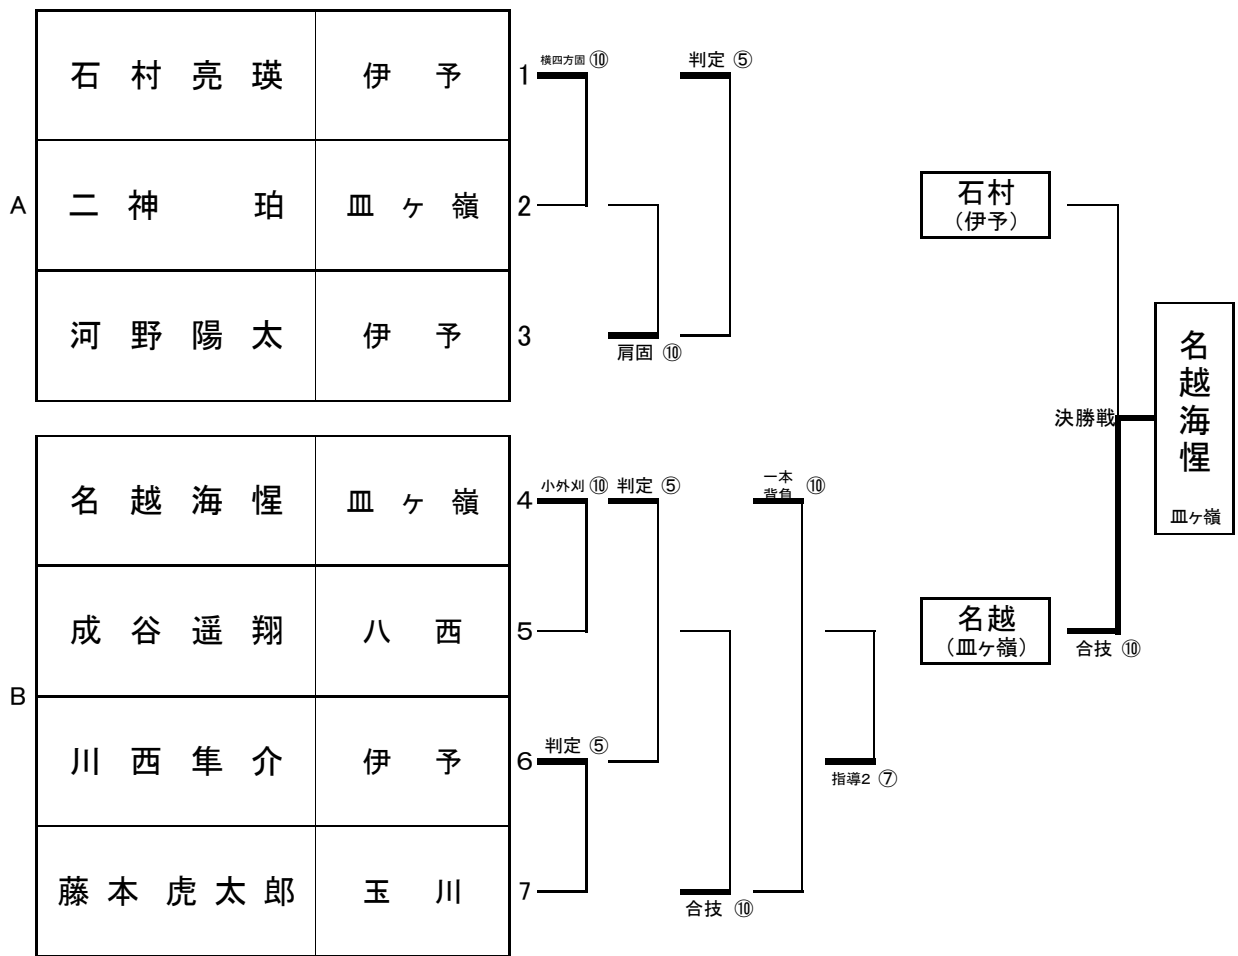 A
石村亮瑛 伊予 1
二神 珀 皿ヶ嶺 2
河野陽太 伊予 3
横四方固 ⑩
判定 ⑤
肩固 ⑩
B
名越海惺 皿ヶ嶺 4
成谷遥翔 八西 5
川西隼介 伊予 6
藤本虎太郎 玉川 7
小外刈 ⑩
判定 ⑤
一本
背負 ⑩
判定 ⑤
指導2 ⑦
合技 ⑩
石村
(伊予)
決勝戦
名越
(皿ヶ嶺)
合技 ⑩
名越海惺
皿ヶ嶺